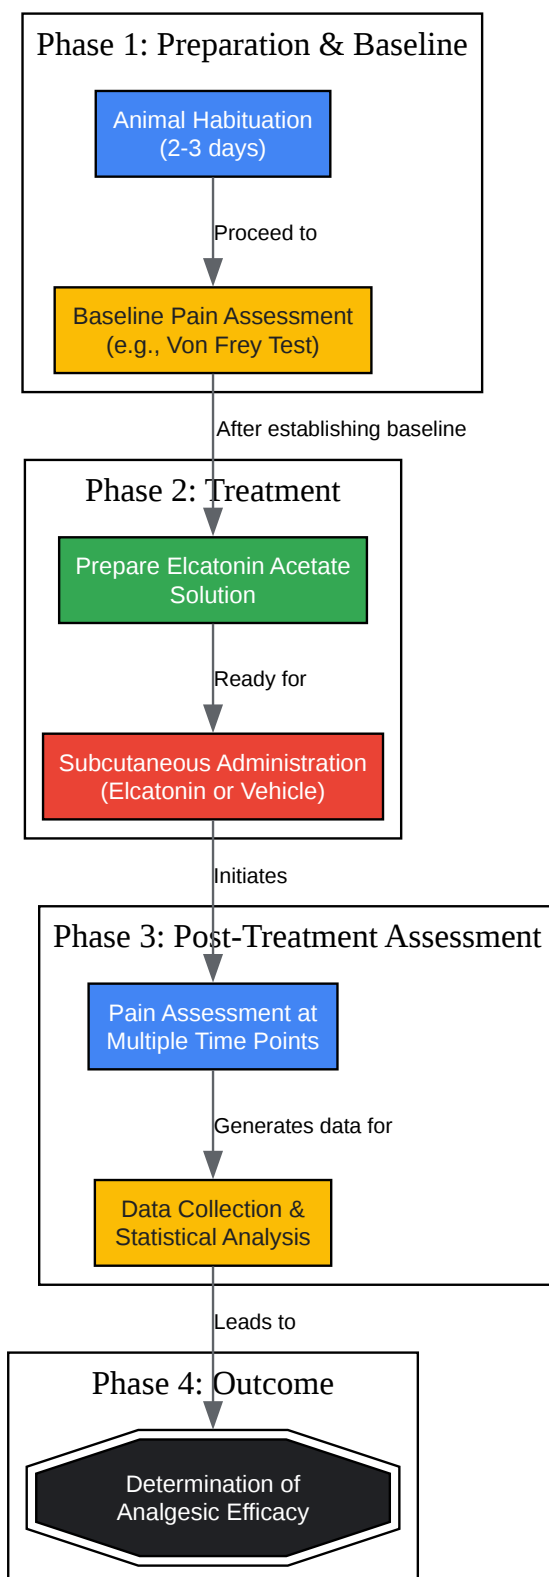 Phase 1: Preparation & Baseline
Animal Habituation
(2-3 days)
Proceed to
Baseline Pain Assessment
(e.g., Von Frey Test)
After establishing baseline
Phase 2: Treatment
Prepare Elcatonin Acetate
Solution
Ready for
Subcutaneous Administration
(Elcatonin or Vehicle)
Initiates
Phase 3: Post-Treatment Assessment
Pain Assessment at
Multiple Time Points
Generates data for
Data Collection &
Statistical Analysis
Leads to
Phase 4: Outcome
Determination of
Analgesic Efficacy